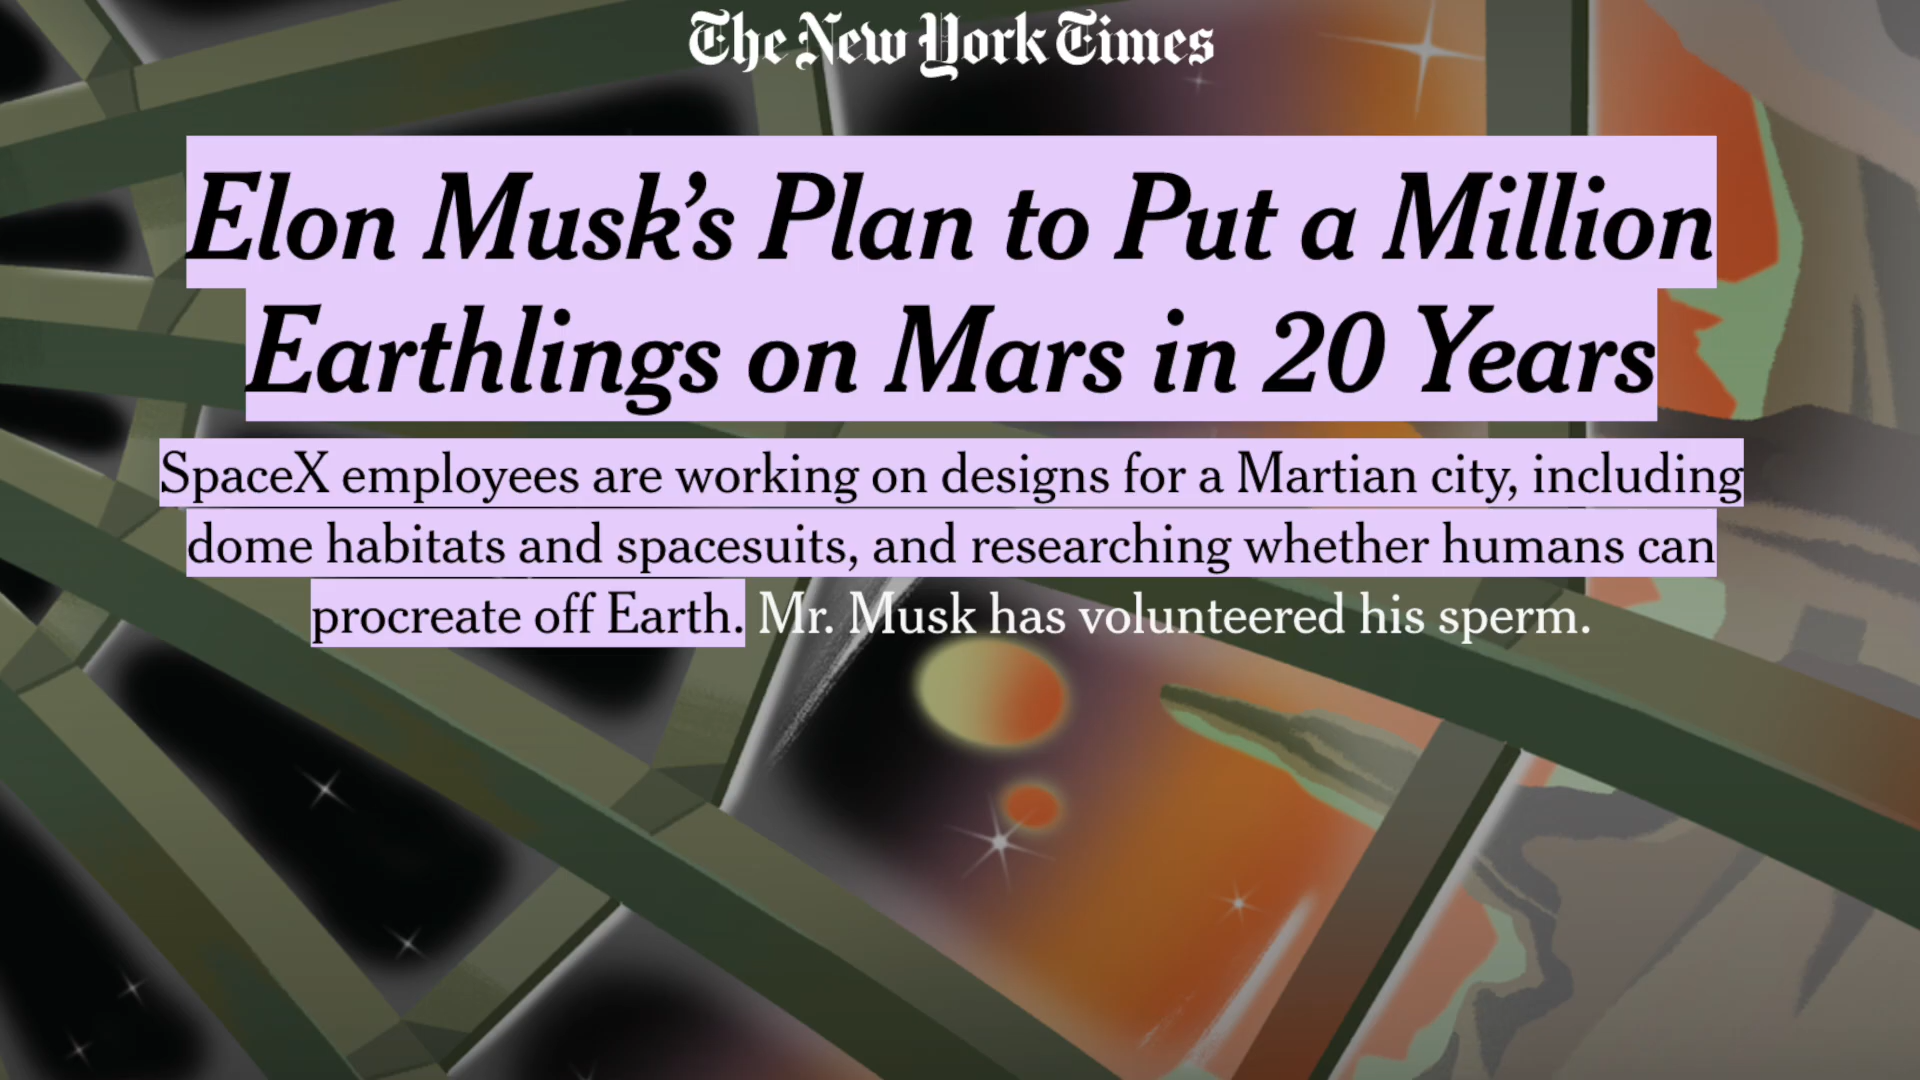 The New York Times
Elon Musk’s Plan to Put a Million
Earthlings on Mars in 20 Years
SpaceX employees are working on designs for a Martian city, including
dome habitats and spacesuits, and researching whether humans can
procreate off Earth. Mr. Musk has volunteered his sperm.